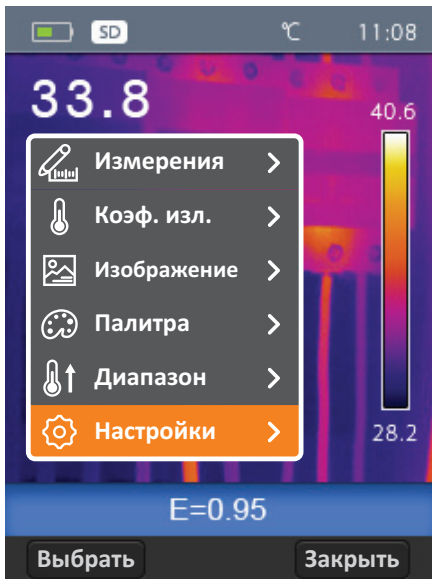 SD °C 11:08
33.8
40.6
Измерения
Коэф. изл.
Изображение
Палитра
Диапазон
Настройки
28.2
E=0.95
Выбрать Закрыть